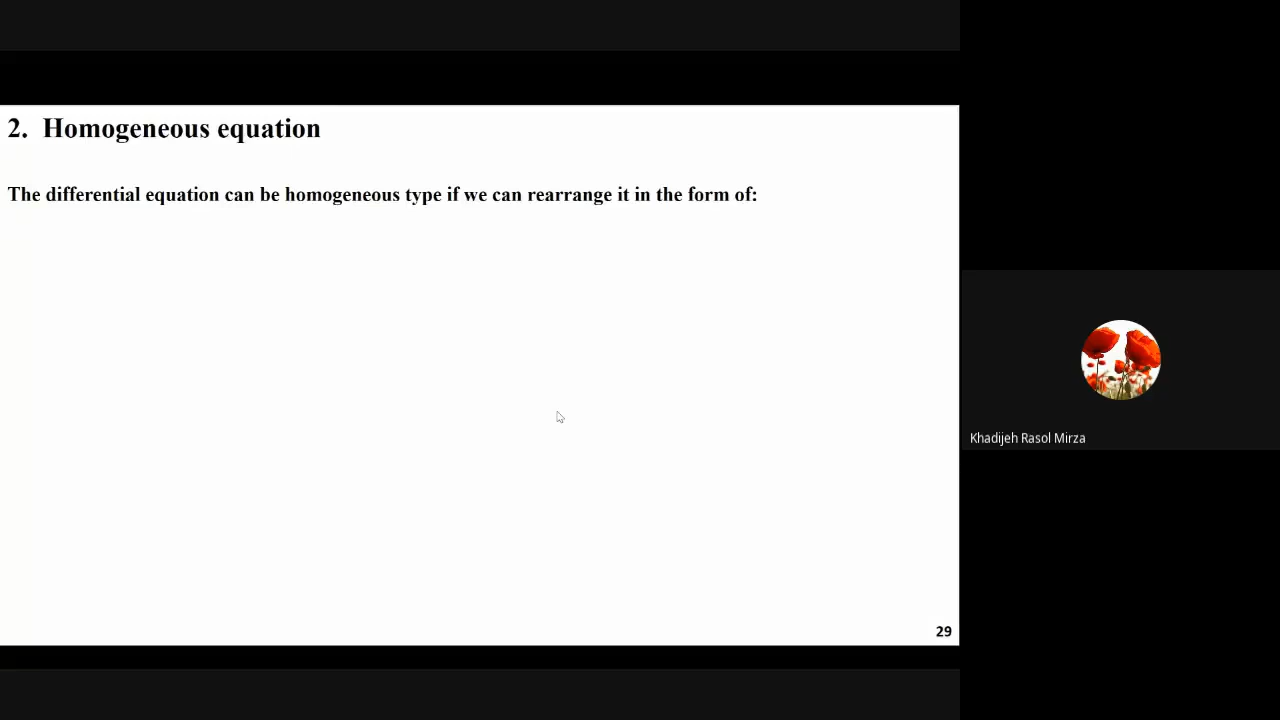 2. Homogeneous equation
The differential equation can be homogeneous type if we can rearrange it in the form of:
Khadijeh Rasol Mirza
29